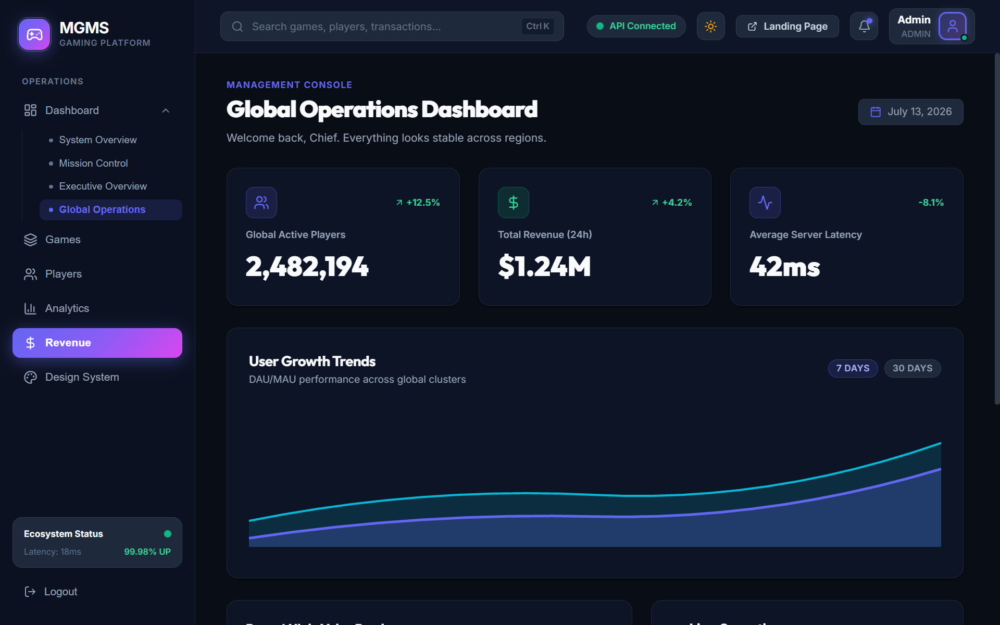 MGMS
GAMING PLATFORM
OPERATIONS
Dashboard
System Overview
Mission Control
Executive Overview
Global Operations
Games
Players
Analytics
Revenue
Design System
Ecosystem Status
Latency: 18ms
99.98% UP
Logout
Search games, players, transactions...
Ctrl K
API Connected
Landing Page
Admin
ADMIN
MANAGEMENT CONSOLE
Global Operations Dashboard
Welcome back, Chief. Everything looks stable across regions.
July 13, 2026
+12.5%
Global Active Players
2,482,194
+4.2%
Total Revenue (24h)
$1.24M
-8.1%
Average Server Latency
42ms
User Growth Trends
DAU/MAU performance across global clusters
7 DAYS
30 DAYS